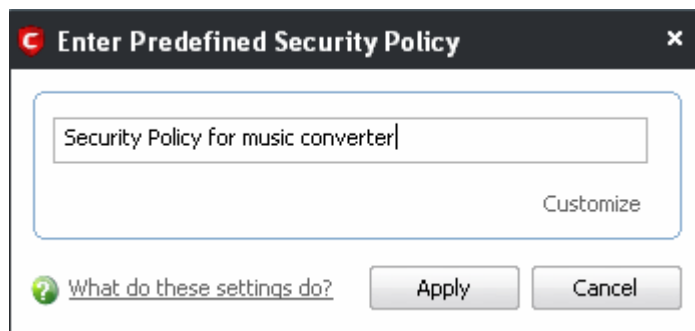 Enter Predefined Security Policy
Security Policy for music converter
Customize
What do these settings do?
Apply
Cancel